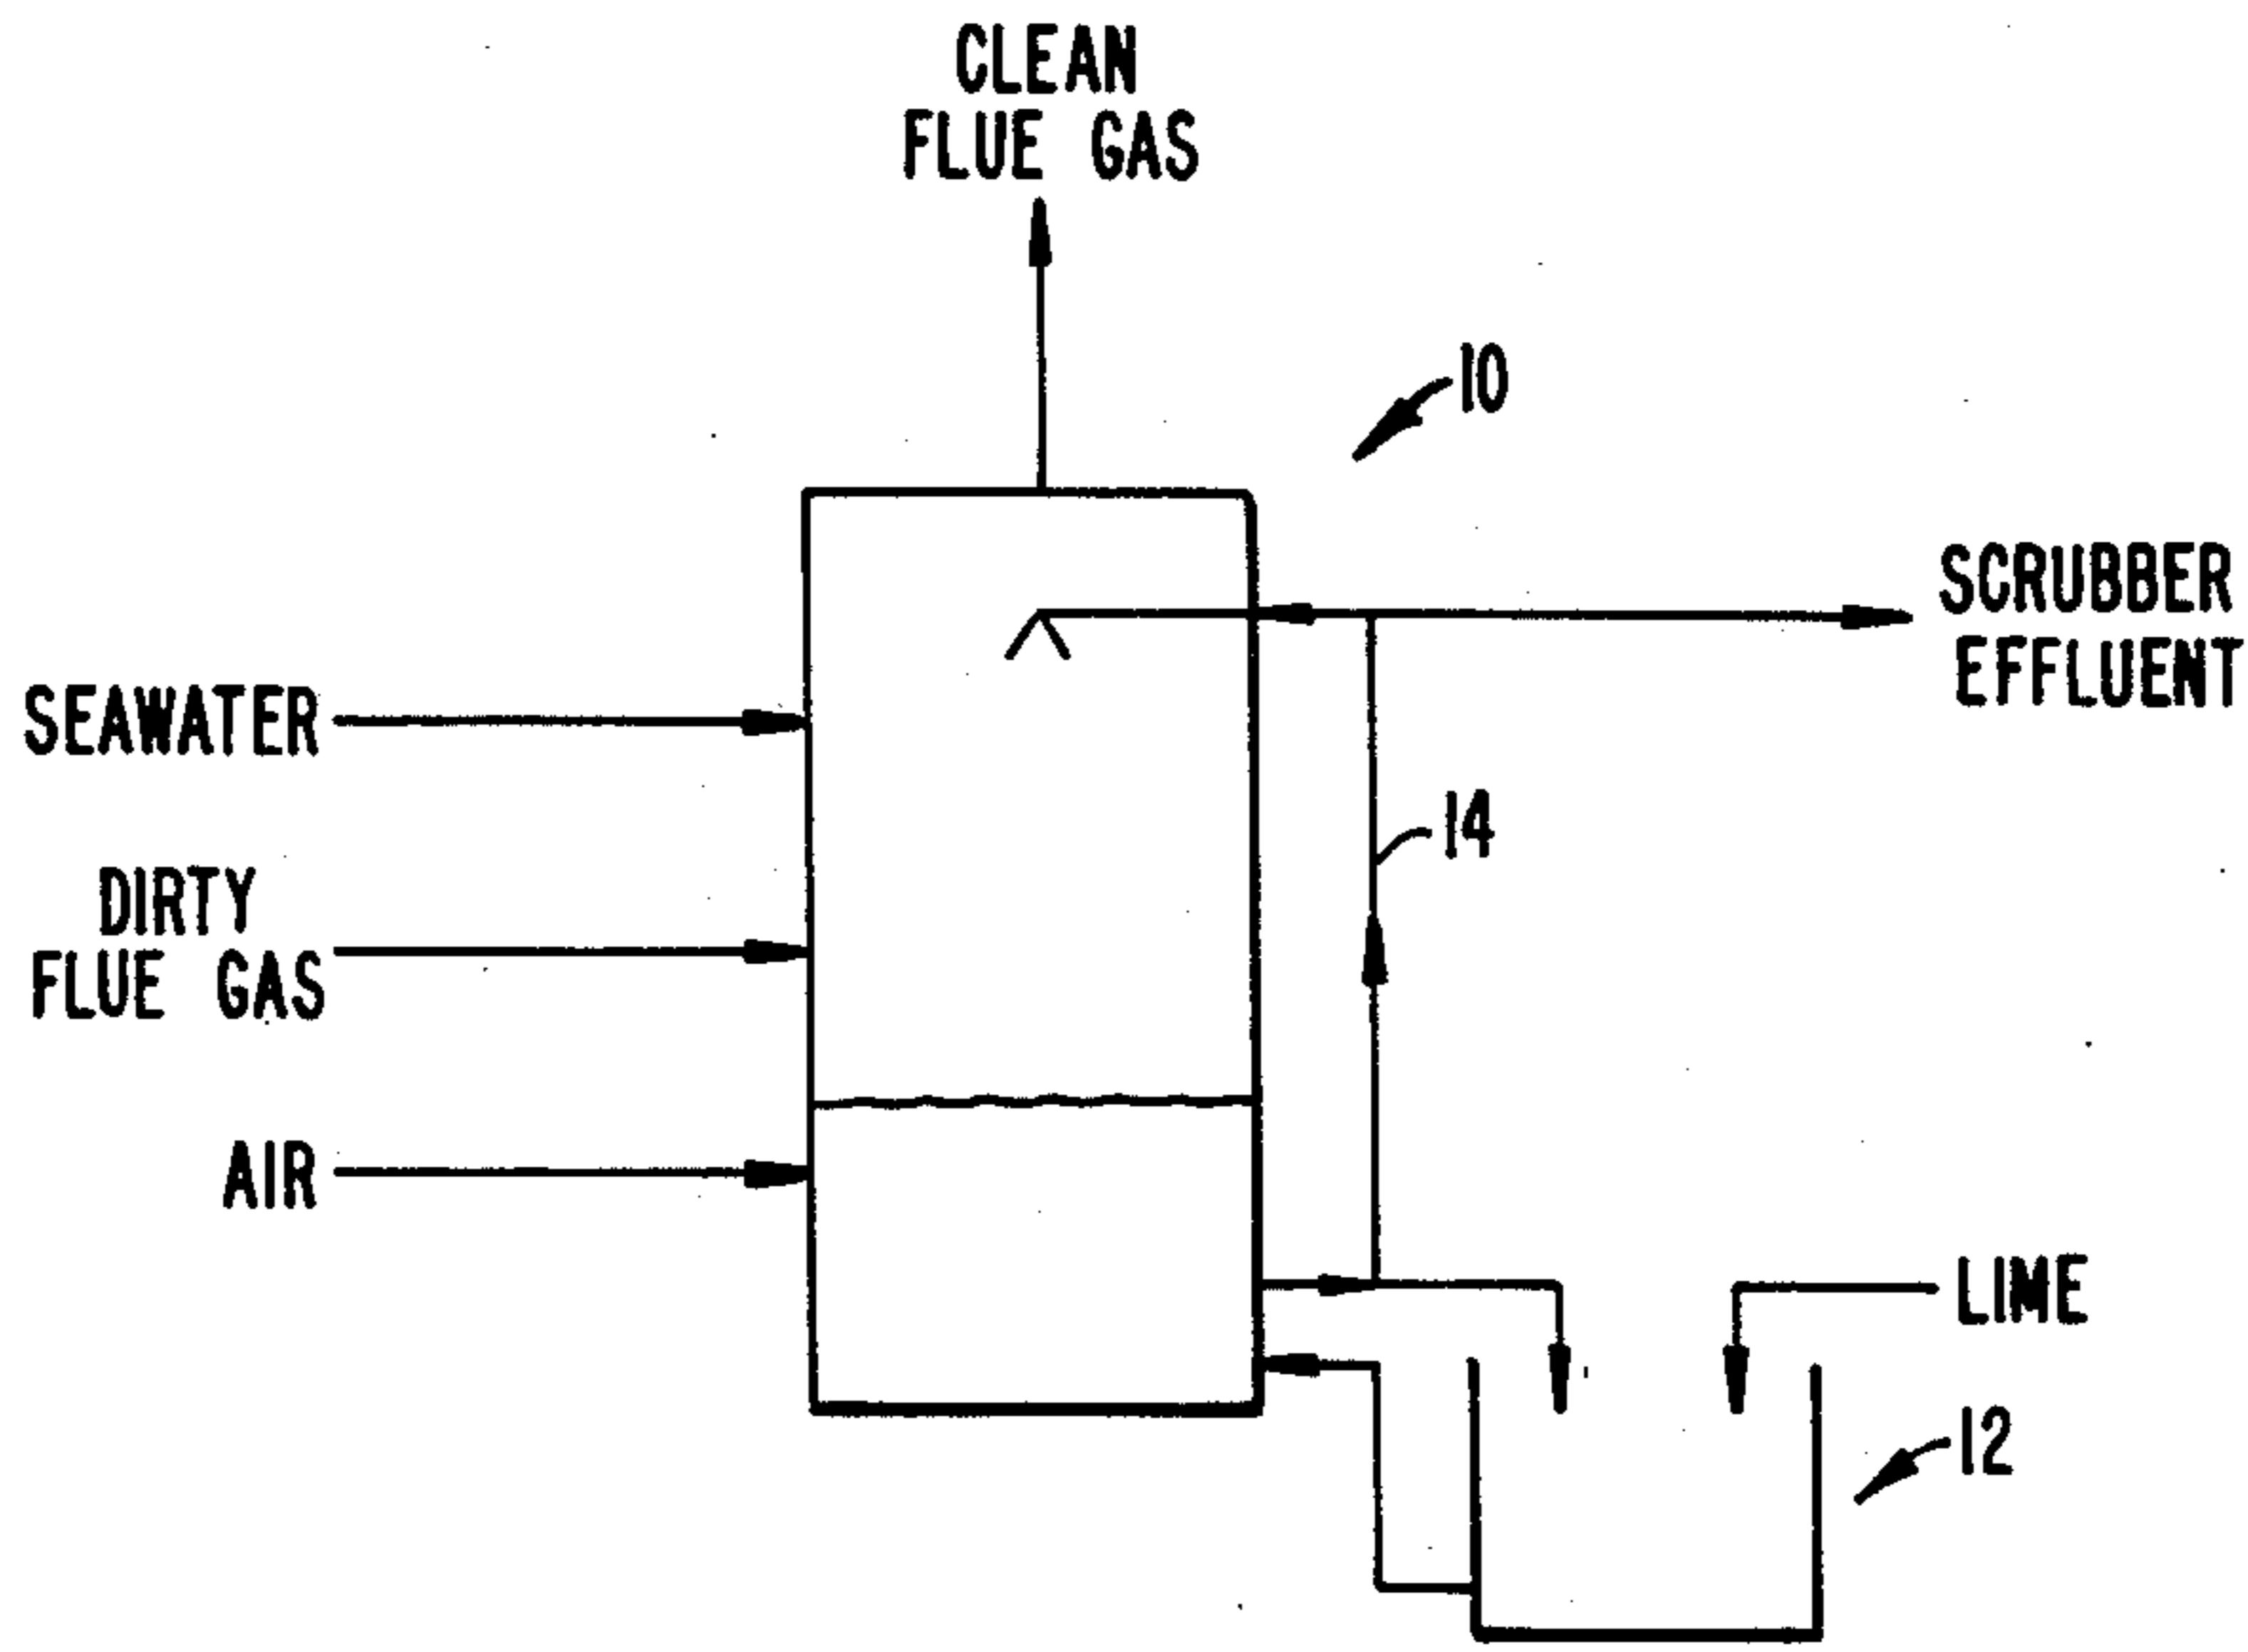 CLEAN
FLUE GAS
10
SCRUBBER
EFFLUENT
SEAWATER
14
DIRTY
FLUE GAS
AIR
LIME
12